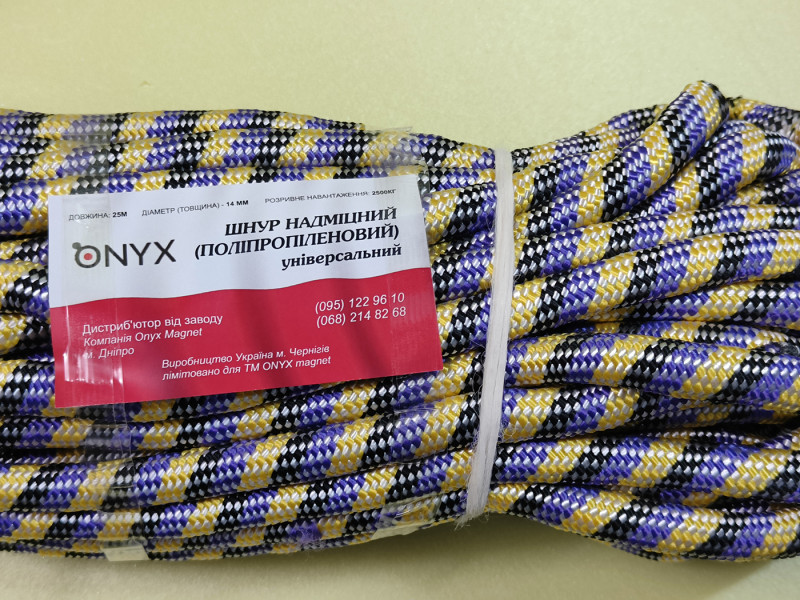 ДОВЖИНА: 25М ДІАМЕТР (ТОВЩИНА) - 14 ММ РОЗРИВНЕ НАВАНТАЖЕННЯ: 2500КГ
ONYX
ШНУР НАДМІЦНИЙ
(ПОЛІПРОПІЛЕНОВИЙ)
універсальний
(095) 122 96 10
(068) 214 82 68
Дистриб'ютор від заводу
Компанія Onyx Magnet
м. Дніпро
Виробництво Україна м. Чернігів
лімітовано для ТМ ONYX magnet